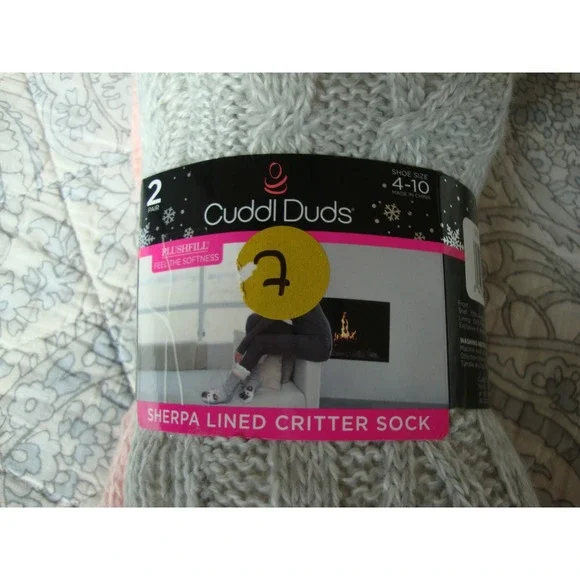 2
PAIR
Cuddl Duds®
SHOE SIZE
4-10
MADE IN CHINA
PLUSHFILL™
FEEL THE SOFTNESS
7
SHERPA LINED CRITTER SOCK